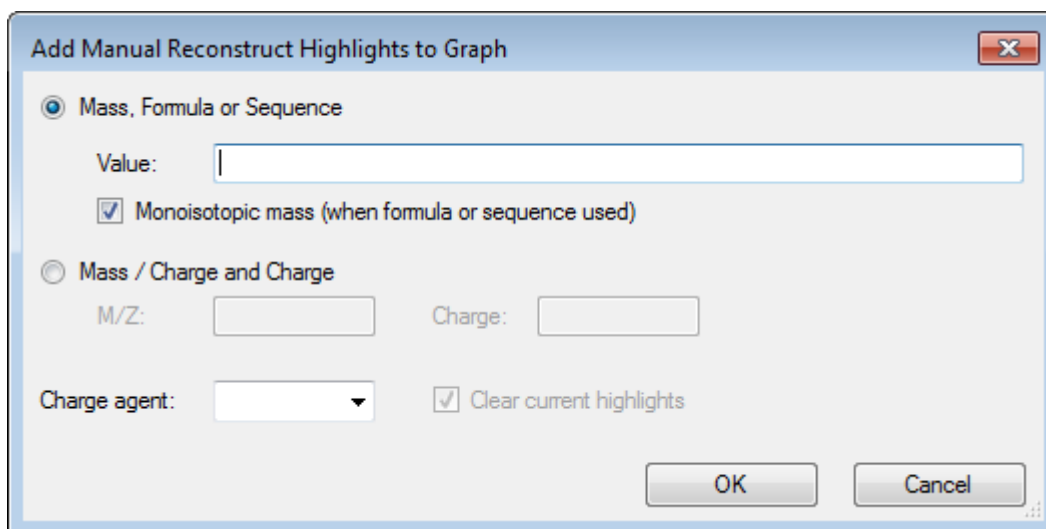 Add Manual Reconstruct Highlights to Graph
Mass, Formula or Sequence
Value:
Monoisotopic mass (when formula or sequence used)
Mass / Charge and Charge
M/Z: Charge:
Charge agent: Clear current highlights
OK Cancel